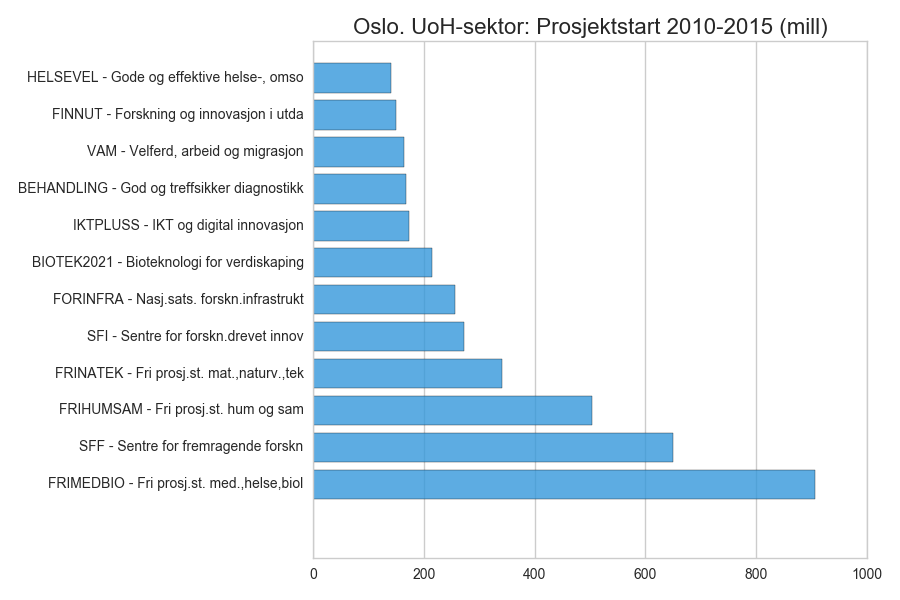 Oslo. UoH-sektor: Prosjektstart 2010-2015 (mill)
HELSEVEL - Gode og effektive helse-, omso
FINNUT - Forskning og innovasjon i utda
VAM - Velferd, arbeid og migrasjon
BEHANDLING - God og treffsikker diagnostikk
IKTPLUSS - IKT og digital innovasjon
BIOTEK2021 - Bioteknologi for verdiskaping
FORINFRA - Nasj.sats. forskn.infrastrukt
SFI - Sentre for forskn.drevet innov
FRINATEK - Fri prosj.st. mat.,naturv.,tek
FRIHUMSAM - Fri prosj.st. hum og sam
SFF - Sentre for fremragende forskn
FRIMEDBIO - Fri prosj.st. med.,helse,biol
0 200 400 600 800 1000